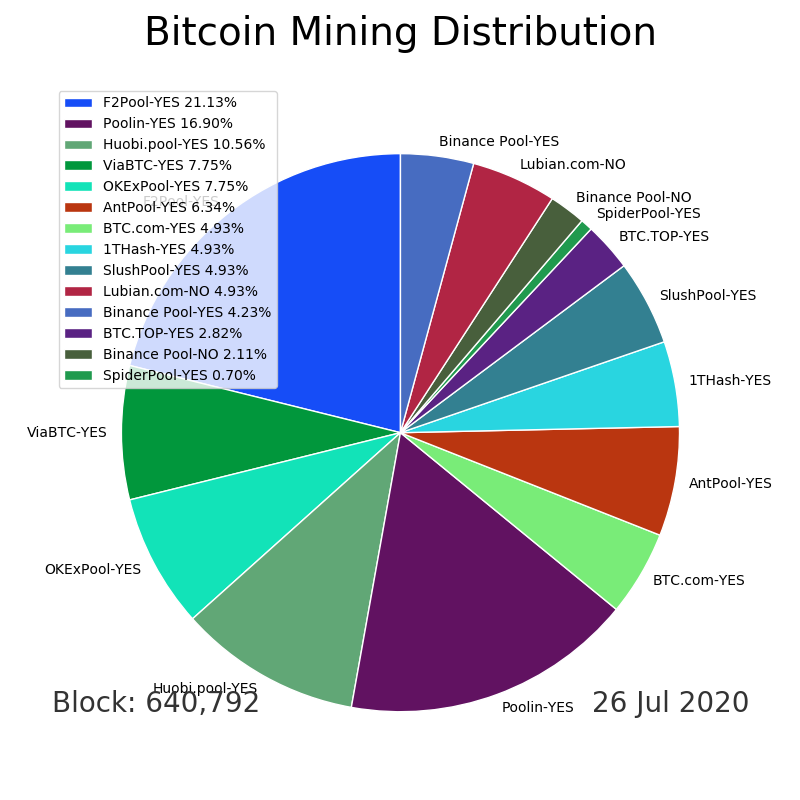 Bitcoin Mining Distribution
F2Pool-YES 21.13%
Poolin-YES 16.90%
Huobi.pool-YES 10.56%
ViaBTC-YES 7.75%
OKExPool-YES 7.75%
AntPool-YES 6.34%
BTC.com-YES 4.93%
1THash-YES 4.93%
SlushPool-YES 4.93%
Lubian.com-NO 4.93%
Binance Pool-YES 4.23%
BTC.TOP-YES 2.82%
Binance Pool-NO 2.11%
SpiderPool-YES 0.70%
F2Pool-YES
Binance Pool-YES
Lubian.com-NO
Binance Pool-NO
SpiderPool-YES
BTC.TOP-YES
SlushPool-YES
1THash-YES
ViaBTC-YES
AntPool-YES
OKExPool-YES
BTC.com-YES
Huobi.pool-YES
Poolin-YES
Block: 640,792
26 Jul 2020